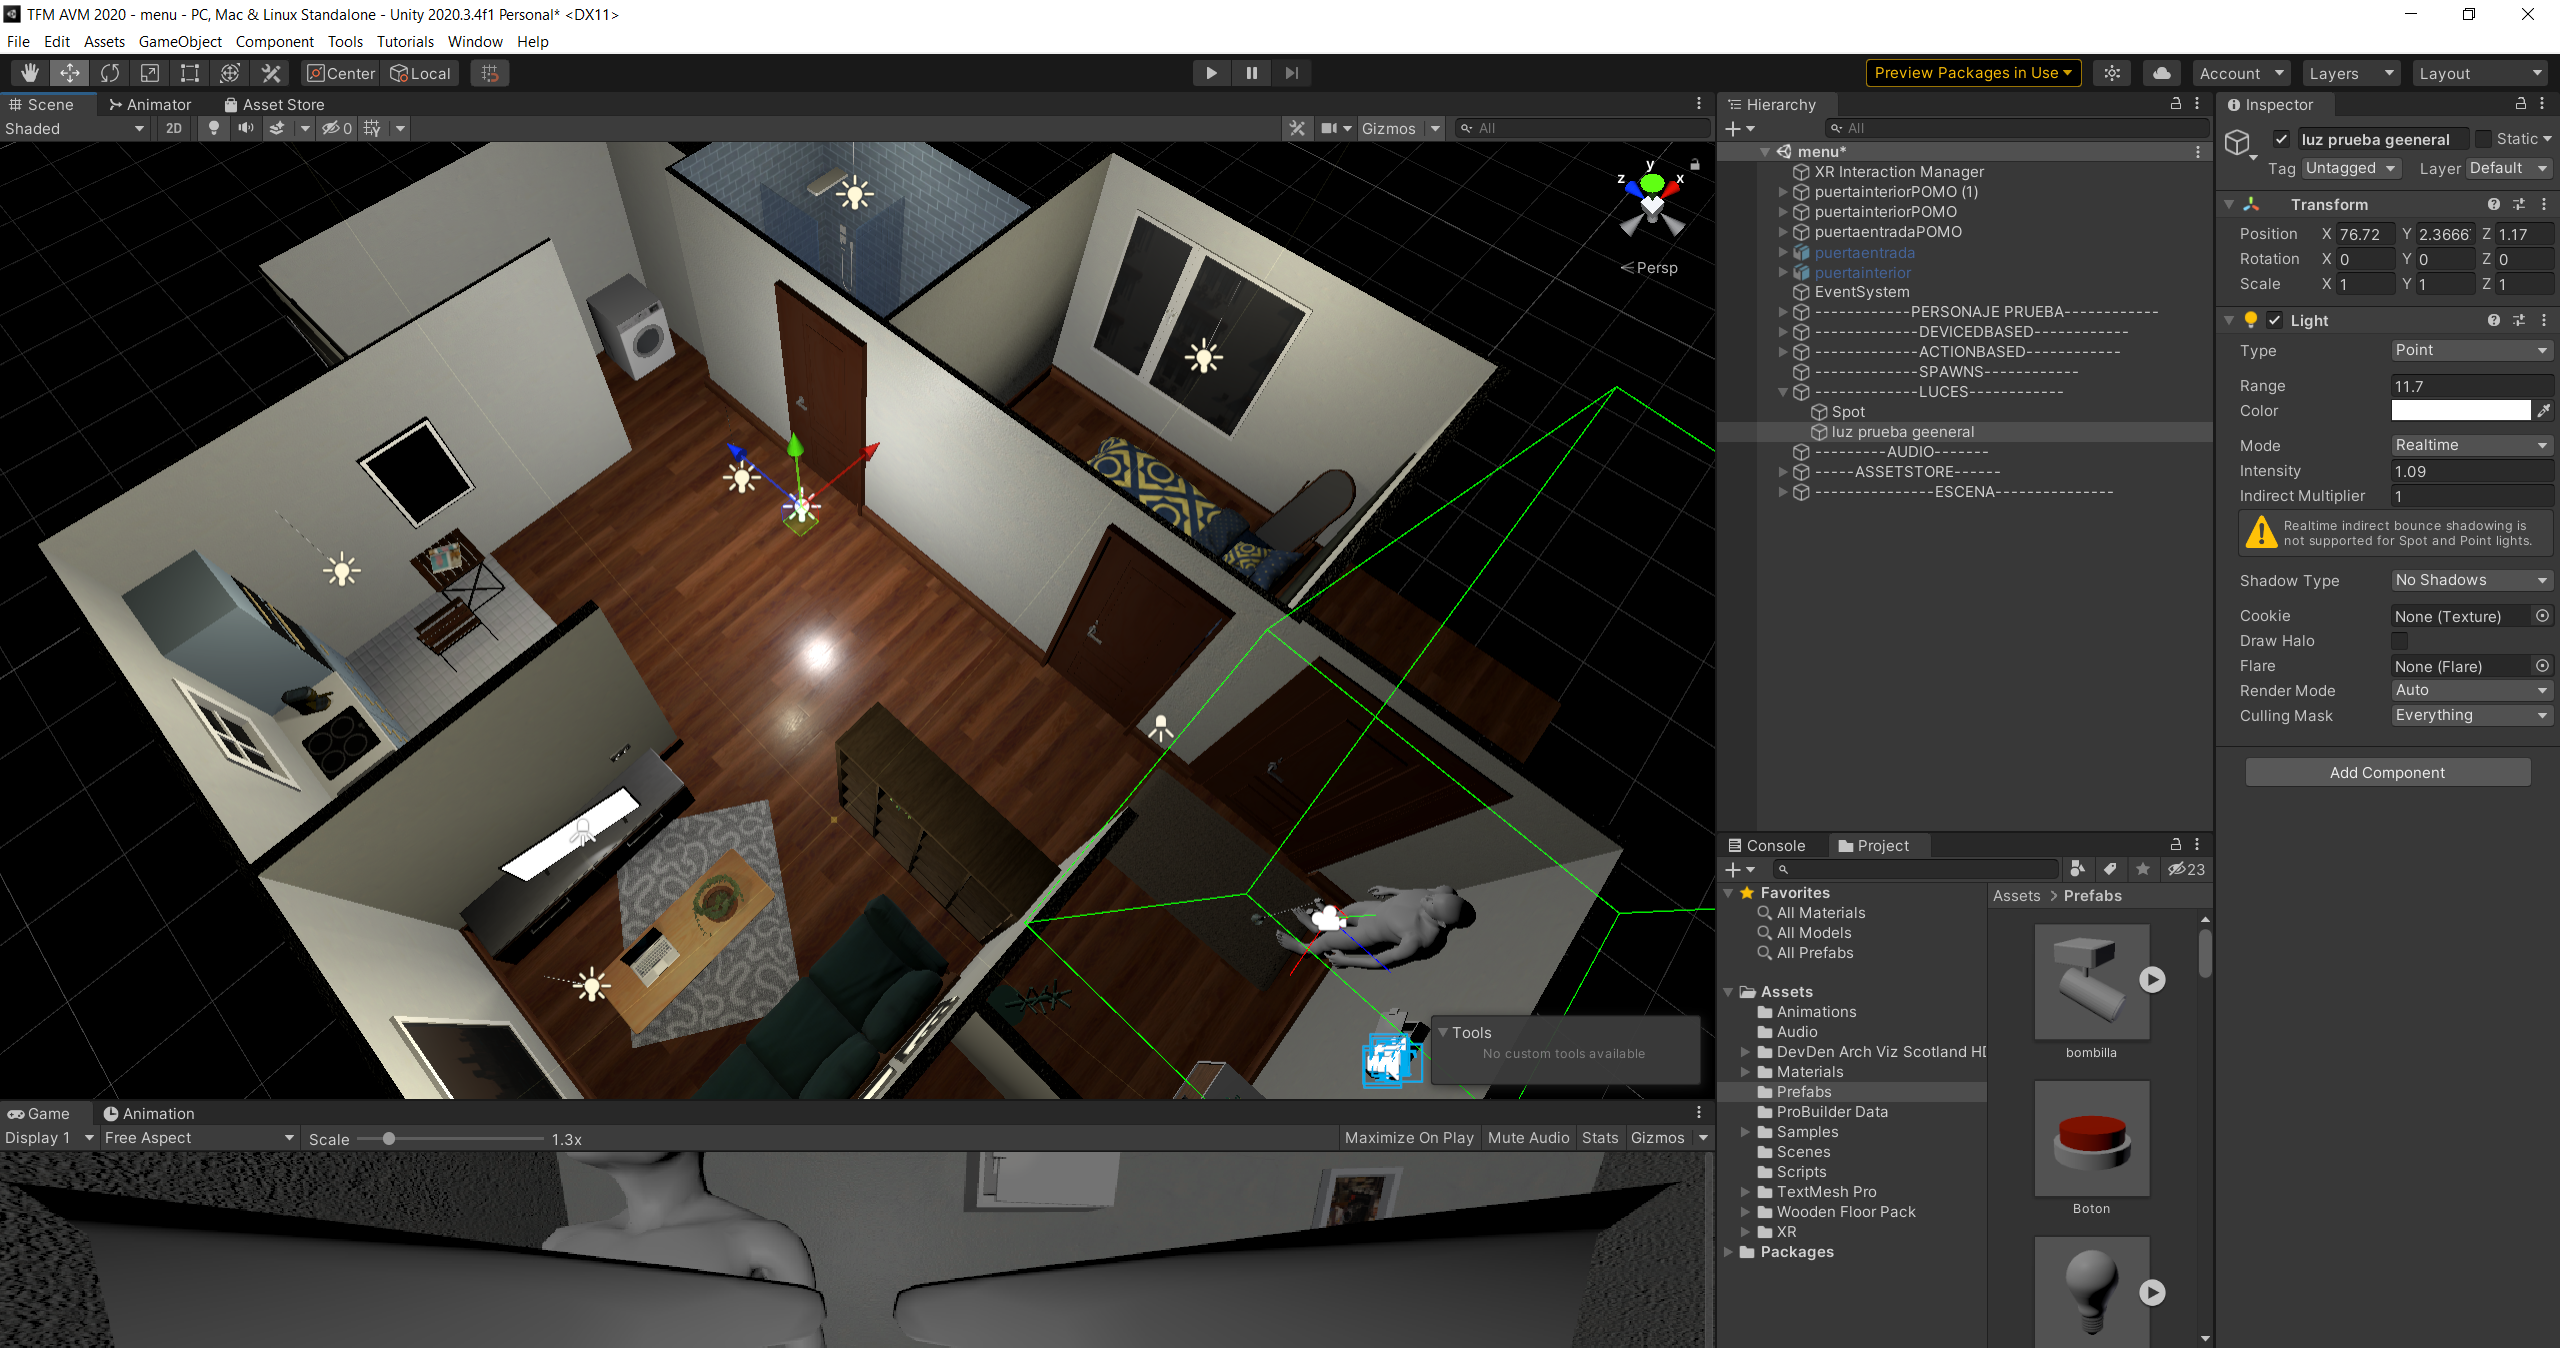 TFM AVM 2020 - menu - PC, Mac & Linux Standalone - Unity 2020.3.4f1 Personal* <DX11>
File Edit Assets GameObject Component Tools Tutorials Window Help
Center Local Preview Packages in Use Account Layers Layout
Scene Animator Asset Store
Shaded 2D 0 Gizmos All
y
z x
Persp
Tools
No custom tools available
Game Animation
Display 1 Free Aspect Scale 1.3x Maximize On Play Mute Audio Stats Gizmos
Hierarchy
All
menu*
XR Interaction Manager
puertainteriorPOMO (1)
puertainteriorPOMO
puertaentradaPOMO
puertaentrada
puertainterior
EventSystem
------------PERSONAJE PRUEBA------------
-------------DEVICEDBASED------------
-------------ACTIONBASED------------
-------------SPAWNS------------
-------------LUCES------------
Spot
luz prueba geeneral
---------AUDIO-------
-----ASSETSTORE------
---------------ESCENA---------------
Console Project
23
Favorites
All Materials
All Models
All Prefabs
Assets
Animations
Audio
DevDen Arch Viz Scotland HD
Materials
Prefabs
ProBuilder Data
Samples
Scenes
Scripts
TextMesh Pro
Wooden Floor Pack
XR
Packages
Assets > Prefabs
bombilla
Boton
Inspector
luz prueba geeneral Static
Tag Untagged Layer Default
Transform
Position X 76.72 Y 2.3666 Z 1.17
Rotation X 0 Y 0 Z 0
Scale X 1 Y 1 Z 1
Light
Type Point
Range 11.7
Color
Mode Realtime
Intensity 1.09
Indirect Multiplier 1
Realtime indirect bounce shadowing is
not supported for Spot and Point lights.
Shadow Type No Shadows
Cookie None (Texture)
Draw Halo
Flare None (Flare)
Render Mode Auto
Culling Mask Everything
Add Component